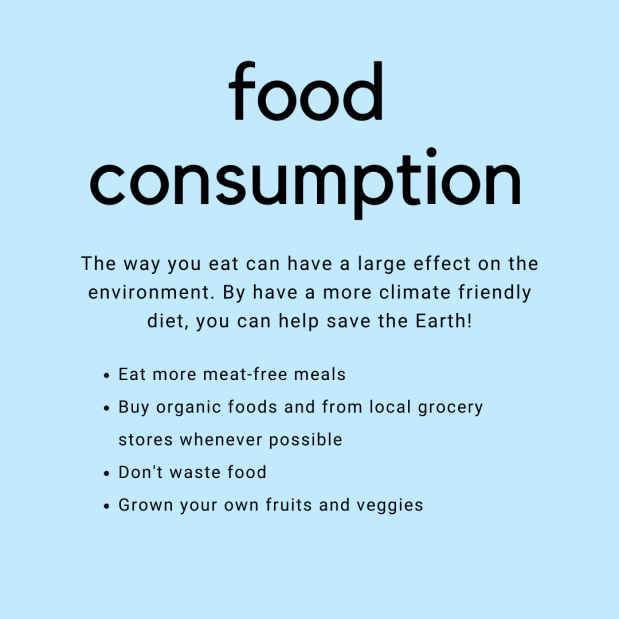 food
consumption
The way you eat can have a large effect on the
environment. By have a more climate friendly
diet, you can help save the Earth!
• Eat more meat-free meals
• Buy organic foods and from local grocery
stores whenever possible
• Don't waste food
• Grown your own fruits and veggies